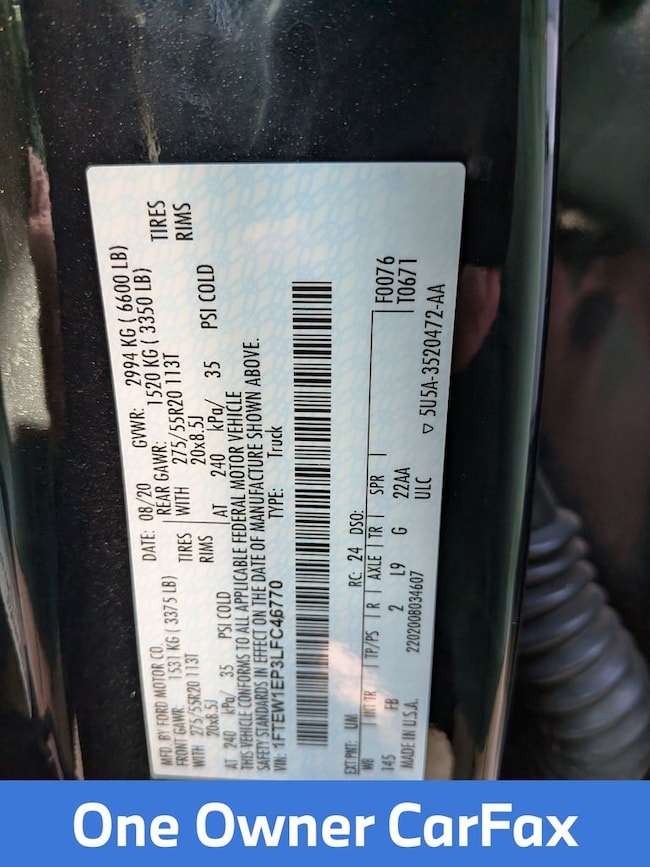 MFD BY FORD MOTOR CO. DATE: 08/20 GVWR: 2994 KG ( 6600 LB)
FRONT GAWR: 1531 KG ( 3375 LB) REAR GAWR: 1520 KG ( 3350 LB)
WITH 275/55R20 113T TIRES WITH 275/55R20 113T TIRES
20x8.5J RIMS 20x8.5J RIMS
AT 240 kPa/ 35 PSI COLD AT 240 kPa/ 35 PSI COLD
THIS VEHICLE CONFORMS TO ALL APPLICABLE FEDERAL MOTOR VEHICLE
SAFETY STANDARDS IN EFFECT ON THE DATE OF MANUFACTURE SHOWN ABOVE.
VIN: 1FTEW1EP3LFC46770 TYPE: Truck
EXT PNT: UM RC: 24 DSO: F0076
WB INT TR TP/PS R AXLE TR SPR T0671
145 FB 2 L9 G 22AA
MADE IN U.S.A. 220200B034607 ULC
▽ 5U5A-3520472-AA
One Owner CarFax